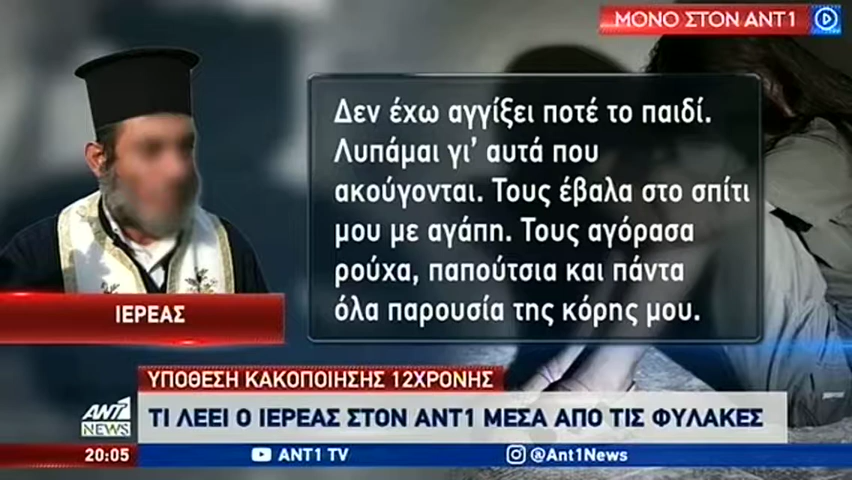 ΜΟΝΟ ΣΤΟΝ ΑΝΤ1
Δεν έχω αγγίξει ποτέ το παιδί.
Λυπάμαι γι’ αυτά που
ακούγονται. Τους έβαλα στο σπίτι
μου με αγάπη. Τους αγόρασα
ρούχα, παπούτσια και πάντα
όλα παρουσία της κόρης μου.
ΙΕΡΕΑΣ
ΥΠΟΘΕΣΗ ΚΑΚΟΠΟΙΗΣΗΣ 12ΧΡΟΝΗΣ
ΤΙ ΛΕΕΙ Ο ΙΕΡΕΑΣ ΣΤΟΝ ΑΝΤ1 ΜΕΣΑ ΑΠΟ ΤΙΣ ΦΥΛΑΚΕΣ
ANT1
NEWS
20:05
ANT1 TV
@Ant1News